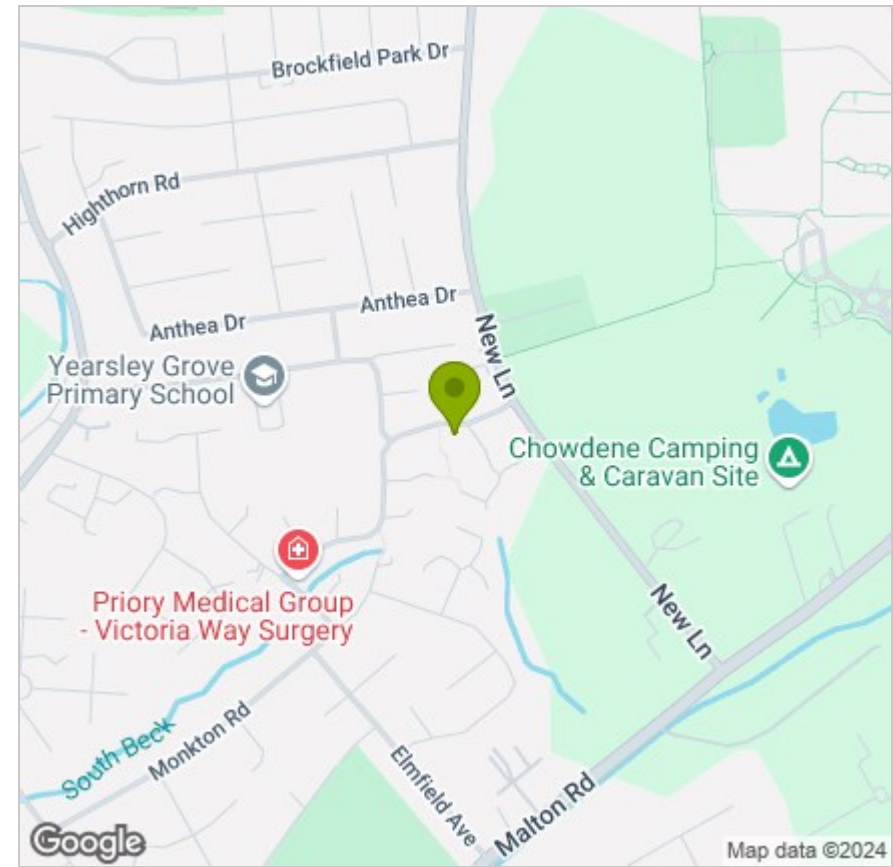 Brockfield Park Dr
Highthorn Rd
Anthea Dr
Anthea Dr
New Ln
Yearsley Grove
Primary School
Chowdene Camping
& Caravan Site
Priory Medical Group
- Victoria Way Surgery
New Ln
South Beck
Monkton Rd
Elmfield Ave
Malton Rd
Google
Map data ©2024